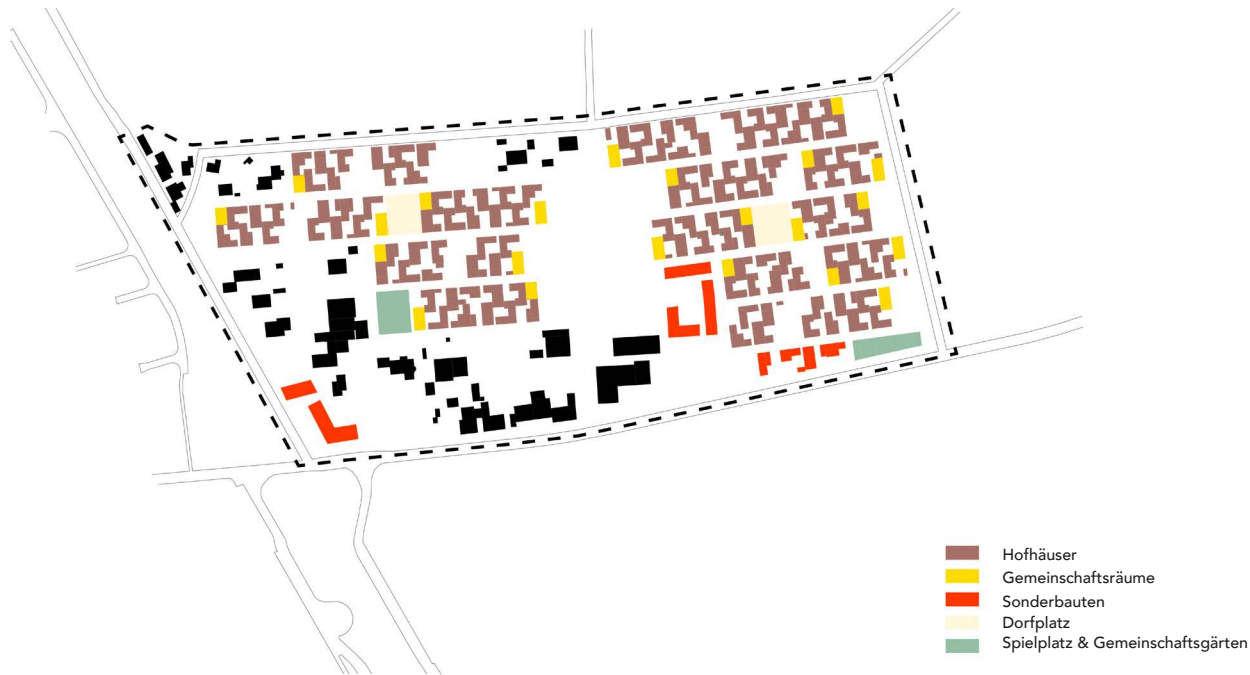 Hofhäuser
Gemeinschaftsräume
Sonderbauten
Dorfplatz
Spielplatz & Gemeinschaftsgärten